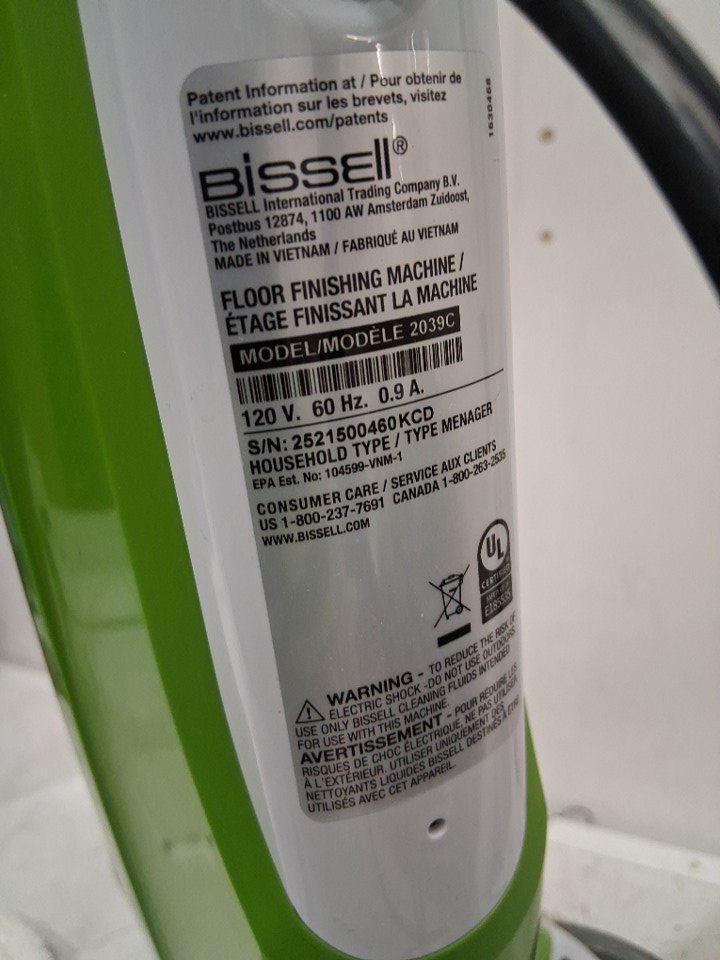 Patent Information at / Pour obtenir de
l'information sur les brevets, visitez
www.bissell.com/patents
1630468
BISSELL®
BISSELL International Trading Company B.V.
Postbus 12874, 1100 AW Amsterdam Zuidoost,
The Netherlands
MADE IN VIETNAM / FABRIQUÉ AU VIETNAM
FLOOR FINISHING MACHINE /
ÉTAGE FINISSANT LA MACHINE
MODEL/MODÈLE 2039C
120 V. 60 Hz. 0.9 A.
S/N: 2521500460KCD
HOUSEHOLD TYPE / TYPE MENAGER
EPA Est. No: 104599-VNM-1
CONSUMER CARE / SERVICE AUX CLIENTS
US 1-800-237-7691 CANADA 1-800-263-2535
WWW.BISSELL.COM
UL
CERTIFIED
WARNING - TO REDUCE THE RISK OF
ELECTRIC SHOCK -DO NOT USE OUTDOORS.
USE ONLY BISSELL CLEANING FLUIDS INTENDED
FOR USE WITH THIS MACHINE.
AVERTISSEMENT - POUR RÉDUIRE LES
RISQUES DE CHOC ÉLECTRIQUE, NE PAS UTILISER
À L'EXTÉRIEUR. UTILISER UNIQUEMENT DES
NETTOYANTS LIQUIDES BISSELL DESTINÉS À ÊTRE
UTILISÉS AVEC CET APPAREIL.